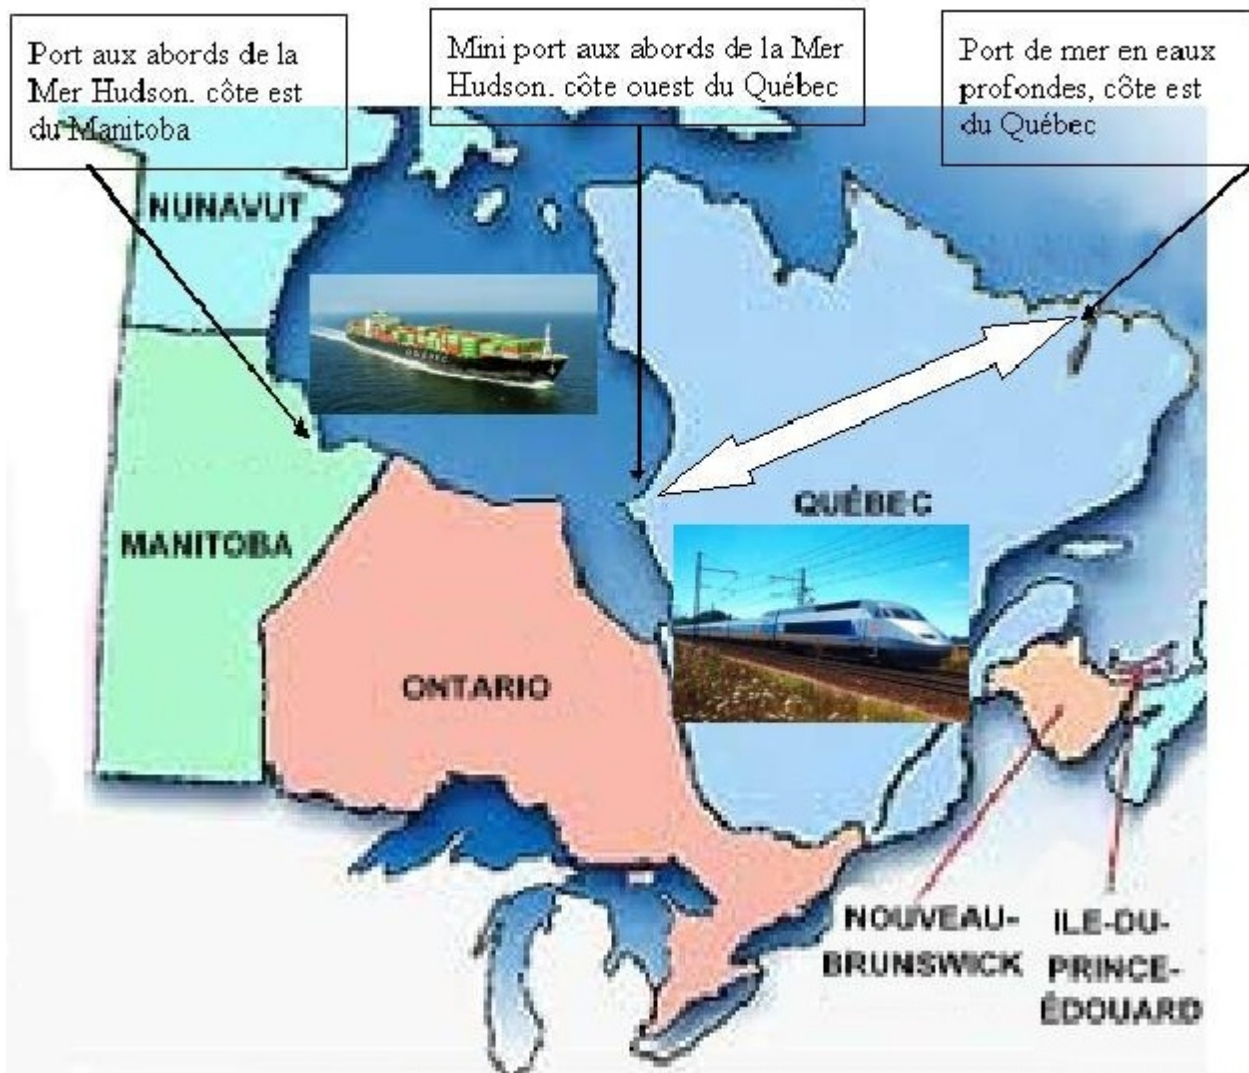 Port aux abords de la
Mer Hudson. côte est
du Manitoba
Mini port aux abords de la Mer
Hudson. côte ouest du Québec
Port de mer en eaux
profondes, côte est
du Québec
NUNAVUT
QUÉBEC
MANITOBA
QUÉBEC
ONTARIO
NOUVEAU-
BRUNSWICK
ILE-DU-
PRINCE-
ÉDOUARD